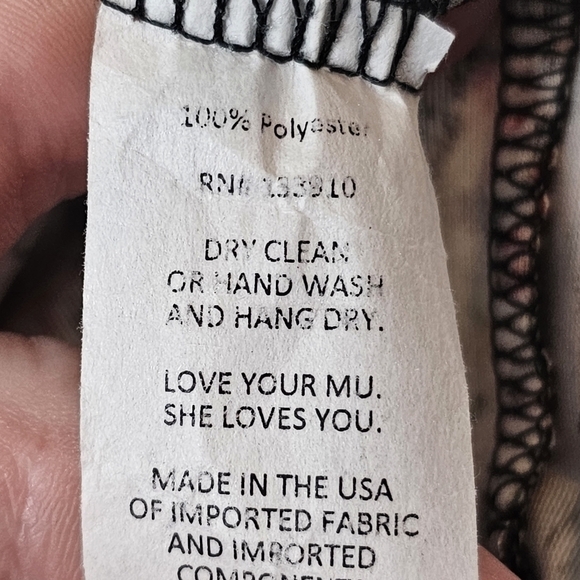 100% Polyester
RN# 133910
DRY CLEAN
OR HAND WASH
AND HANG DRY.
LOVE YOUR MU.
SHE LOVES YOU.
MADE IN THE USA
OF IMPORTED FABRIC
AND IMPORTED